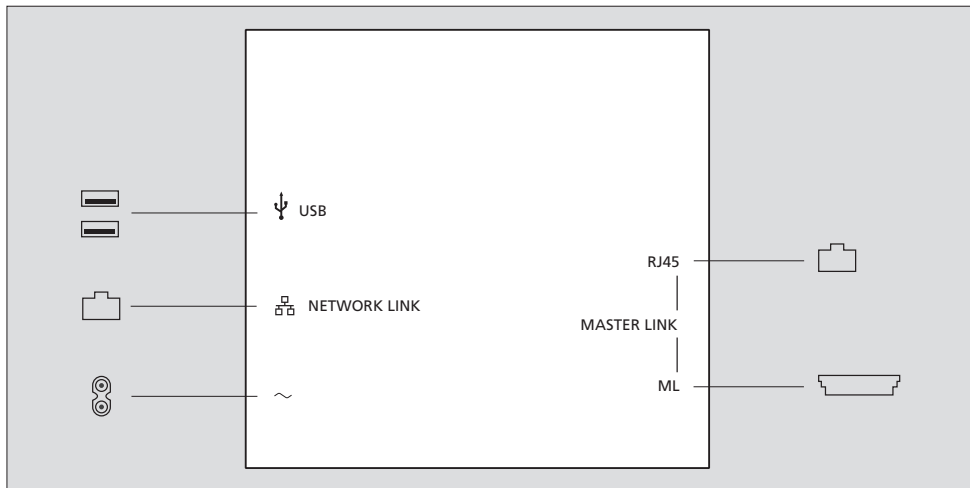 USB
NETWORK LINK
~
RJ45
MASTER LINK
ML